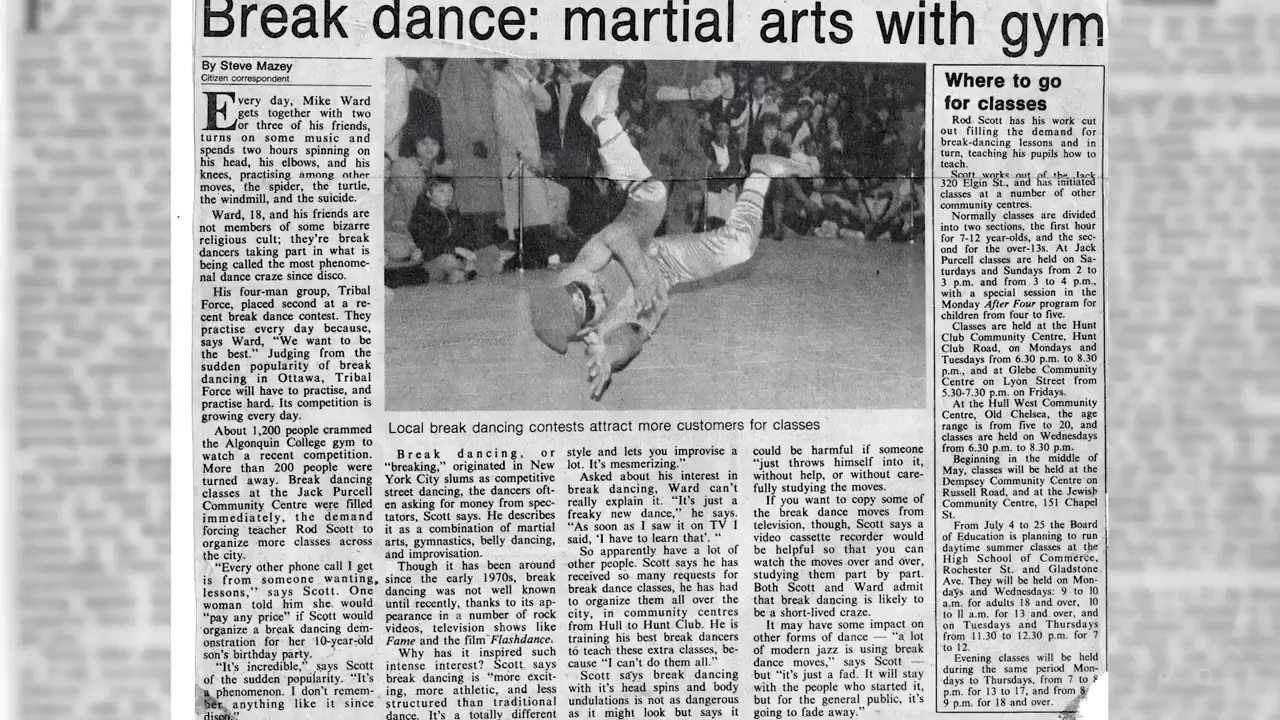 Break dance: martial arts with gym
By Steve Mazey
Citizen correspondent
Every day, Mike Ward
gets together with two
or three of his friends,
turns on some music and
spends two hours spinning on
his head, his elbows, and his
knees, practising among other
moves, the spider, the turtle,
the windmill, and the suicide.
Ward, 18, and his friends are
not members of some bizarre
religious cult; they're break
dancers taking part in what is
being called the most phenome-
nal dance craze since disco.
His four-man group, Tribal
Force, placed second at a re-
cent break dance contest. They
practise every day because,
says Ward, "We want to be
the best." Judging from the
sudden popularity of break
dancing in Ottawa, Tribal
Force will have to practise, and
practise hard. Its competition is
growing every day.
About 1,200 people crammed
the Algonquin College gym to
watch a recent competition.
More than 200 people were
turned away. Break dancing
classes at the Jack Purcell
Community Centre were filled
immediately, the demand
forcing teacher Rod Scott to
organize more classes across
the city.
"Every other phone call I get
is from someone wanting
lessons," says Scott. One
woman told him she would
"pay any price" if Scott would
organize a break dancing dem-
onstration for her 10-year-old
son's birthday party.
"It's incredible," says Scott
of the sudden popularity. "It's
a phenomenon. I don't remem-
ber anything like it since
disco."
Local break dancing contests attract more customers for classes
Break dancing, or
"breaking," originated in New
York City slums as competitive
street dancing, the dancers oft-
en asking for money from spec-
tators, Scott says. He describes
it as a combination of martial
arts, gymnastics, belly dancing,
and improvisation.
Though it has been around
since the early 1970s, break
dancing was not well known
until recently, thanks to its ap-
pearance in a number of rock
videos, television shows like
Fame and the film Flashdance.
Why has it inspired such
intense interest? Scott says
break dancing is "more excit-
ing, more athletic, and less
structured than traditional
dance. It's a totally different
style and lets you improvise a
lot. It's mesmerizing."
Asked about his interest in
break dancing, Ward can't
really explain it. "It's just a
freaky new dance," he says.
"As soon as I saw it on TV I
said, 'I have to learn that'. "
So apparently have a lot of
other people. Scott says he has
received so many requests for
break dance classes, he has had
to organize them all over the
city, in community centres
from Hull to Hunt Club. He is
training his best break dancers
to teach these extra classes, be-
cause "I can't do them all."
Scott says break dancing
with it's head spins and body
undulations is not as dangerous
as it might look but says it
could be harmful if someone
"just throws himself into it,
without help, or without care-
fully studying the moves.
If you want to copy some of
the break dance moves from
television, though, Scott says a
video cassette recorder would
be helpful so that you can
watch the moves over and over,
studying them part by part.
Both Scott and Ward admit
that break dancing is likely to
be a short-lived craze.
It may have some impact on
other forms of dance — "a lot
of modern jazz is using break
dance moves," says Scott —
but "it's just a fad. It will stay
with the people who started it,
but for the general public, it's
going to fade away."
Where to go
for classes
Rod Scott has his work cut
out filling the demand for
break-dancing lessons and in
turn, teaching his pupils how to
teach.
Scott works out of the Jack
320 Elgin St., and has initiated
classes at a number of other
community centres.
Normally classes are divided
into two sections, the first hour
for 7-12 year-olds, and the sec-
ond for the over-13s. At Jack
Purcell classes are held on Sa-
turdays and Sundays from 2 to
3 p.m. and from 3 to 4 p.m.,
with a special session in the
Monday After Four program for
children from four to five.
Classes are held at the Hunt
Club Community Centre, Hunt
Club Road, on Mondays and
Tuesdays from 6.30 p.m. to 8.30
p.m., and at Glebe Community
Centre on Lyon Street from
5.30-7.30 p.m. on Fridays.
At the Hull West Community
Centre, Old Chelsea, the age
range is from five to 20, and
classes are held on Wednesdays
from 6.30 p.m. to 8.30 p.m.
Beginning in the middle of
May, classes will be held at the
Dempsey Community Centre on
Russell Road, and at the Jewish
Community Centre, 151 Chapel
St.
From July 4 to 25 the Board
of Education is planning to run
daytime summer classes at the
High School of Commerce,
Rochester St. and Gladstone
Ave. They will be held on Mon-
days and Wednesdays: 9 to 10
a.m. for adults 18 and over, 10
to 11 a.m. for 13 and over, and
on Tuesdays and Thursdays
from 11.30 to 12.30 p.m. for 7
to 12.
Evening classes will be held
during the same period Mon-
days to Thursdays, from 7 to 8
p.m. for 13 to 17, and from 8
9 p.m. for 18 and over.